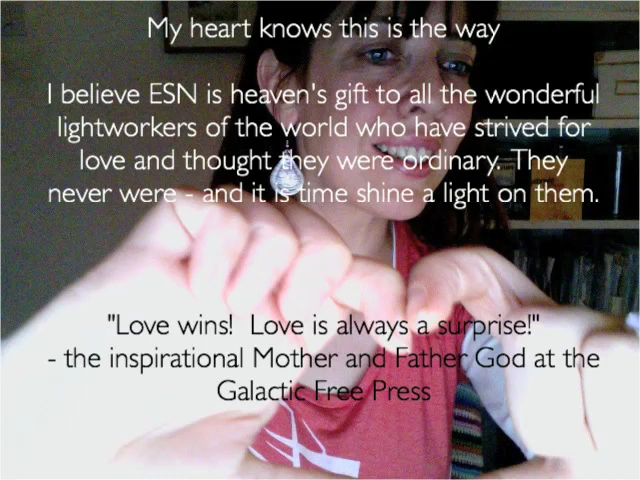 My heart knows this is the way
I believe ESN is heaven's gift to all the wonderful
lightworkers of the world who have strived for
love and thought they were ordinary. They
never were - and it is time shine a light on them.
"Love wins!  Love is always a surprise!"
- the inspirational Mother and Father God at the
Galactic Free Press